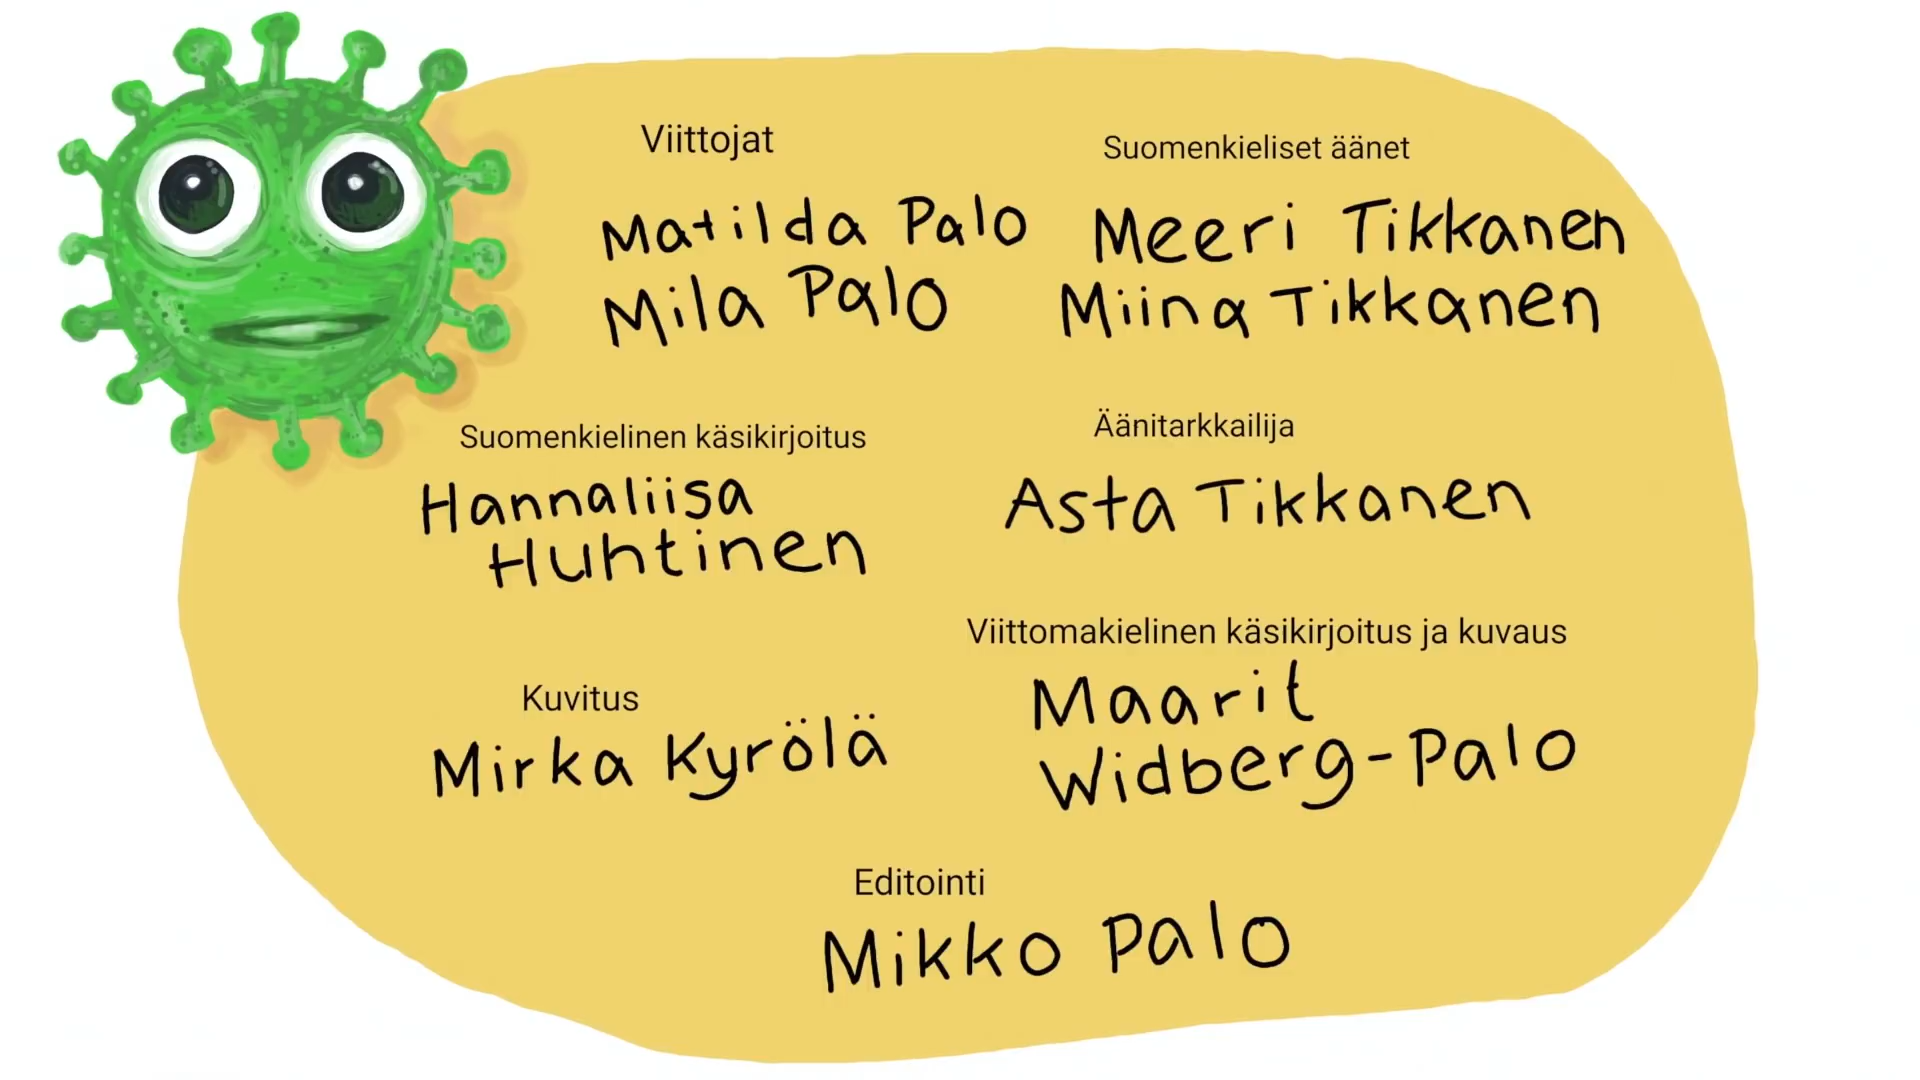 Viittojat
Matilda Palo
Mila Palo
Suomenkieliset äänet
Meeri Tikkanen
Miina Tikkanen
Suomenkielinen käsikirjoitus
Hannaliisa
Huhtinen
Äänitarkkailija
Asta Tikkanen
Kuvitus
Mirka Kyrölä
Viittomakielinen käsikirjoitus ja kuvaus
Maarit
Widberg-Palo
Editointi
Mikko Palo